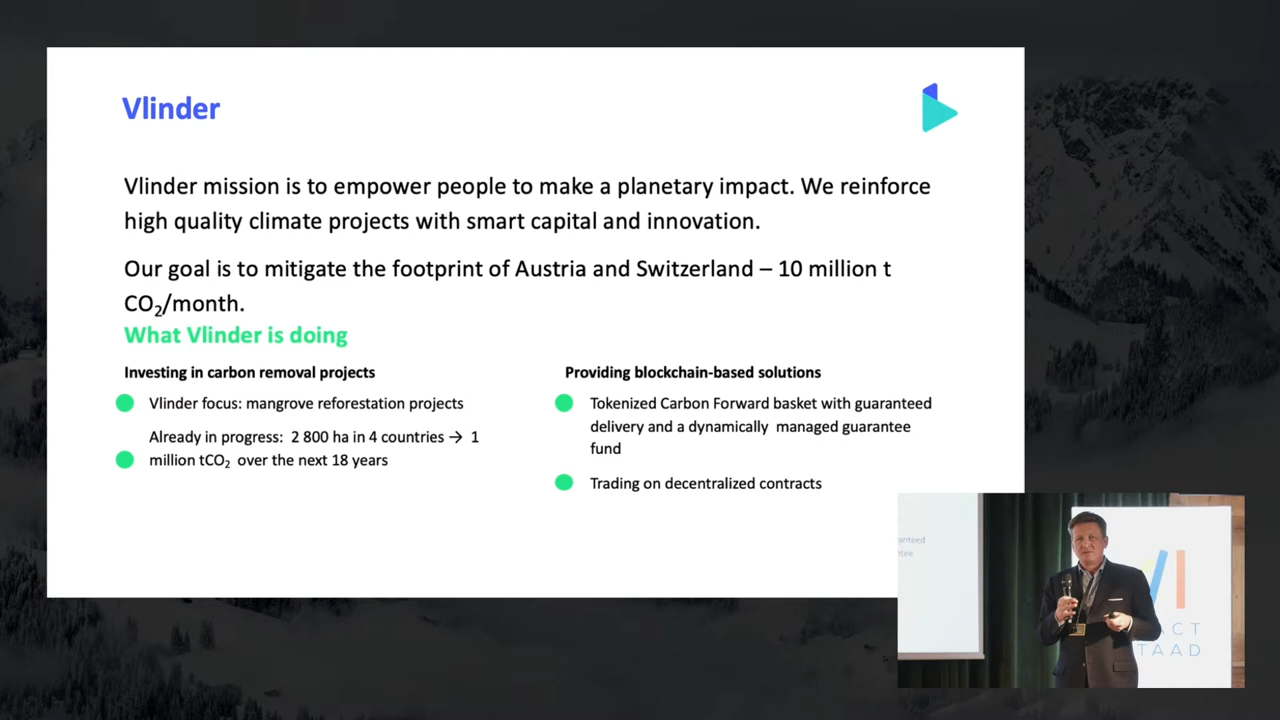 Vlinder
Vlinder mission is to empower people to make a planetary impact. We reinforce
high quality climate projects with smart capital and innovation.
Our goal is to mitigate the footprint of Austria and Switzerland – 10 million t
CO₂/month.
What Vlinder is doing
Investing in carbon removal projects
Vlinder focus: mangrove reforestation projects
Already in progress: 2 800 ha in 4 countries → 1
million tCO₂ over the next 18 years
Providing blockchain-based solutions
Tokenized Carbon Forward basket with guaranteed
delivery and a dynamically managed guarantee
fund
Trading on decentralized contracts
anteed
ntee
ACT
TAAD